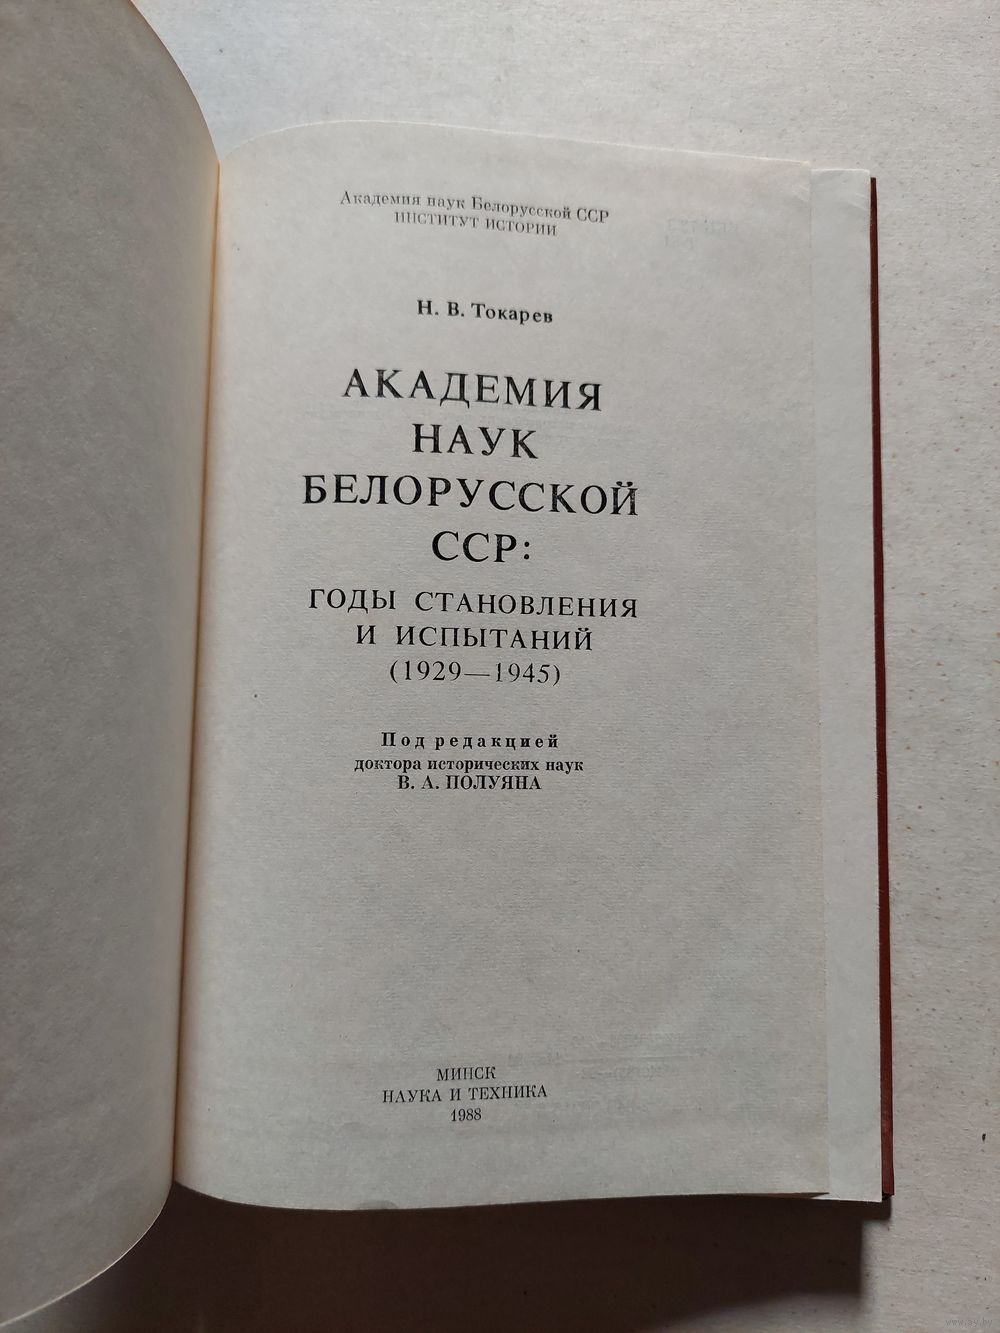 Академия наук Белорусской ССР
ИНСТИТУТ ИСТОРИИ
Н. В. Токарев
АКАДЕМИЯ
НАУК
БЕЛОРУССКОЙ
ССР:
ГОДЫ СТАНОВЛЕНИЯ
И ИСПЫТАНИЙ
(1929—1945)
Под редакцией
доктора исторических наук
В. А. ПОЛУЯНА
МИНСК
НАУКА И ТЕХНИКА
1988